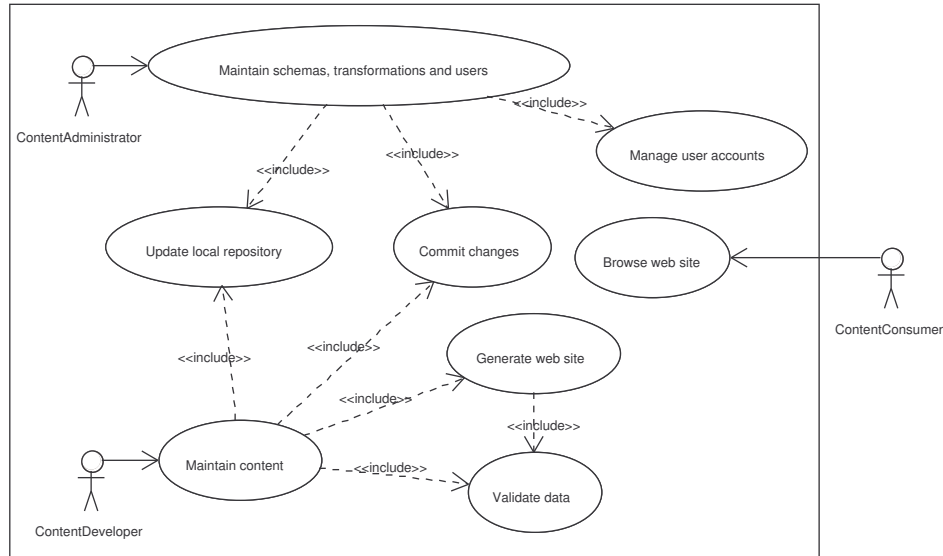 Maintain schemas, transformations and users
ContentAdministrator
<<include>>
Manage user accounts
<<include>>
<<include>>
Update local repository
Commit changes
Browse web site
ContentConsumer
<<include>>
<<include>>
Generate web site
<<include>>
<<include>>
Maintain content
<<include>>
Validate data
ContentDeveloper